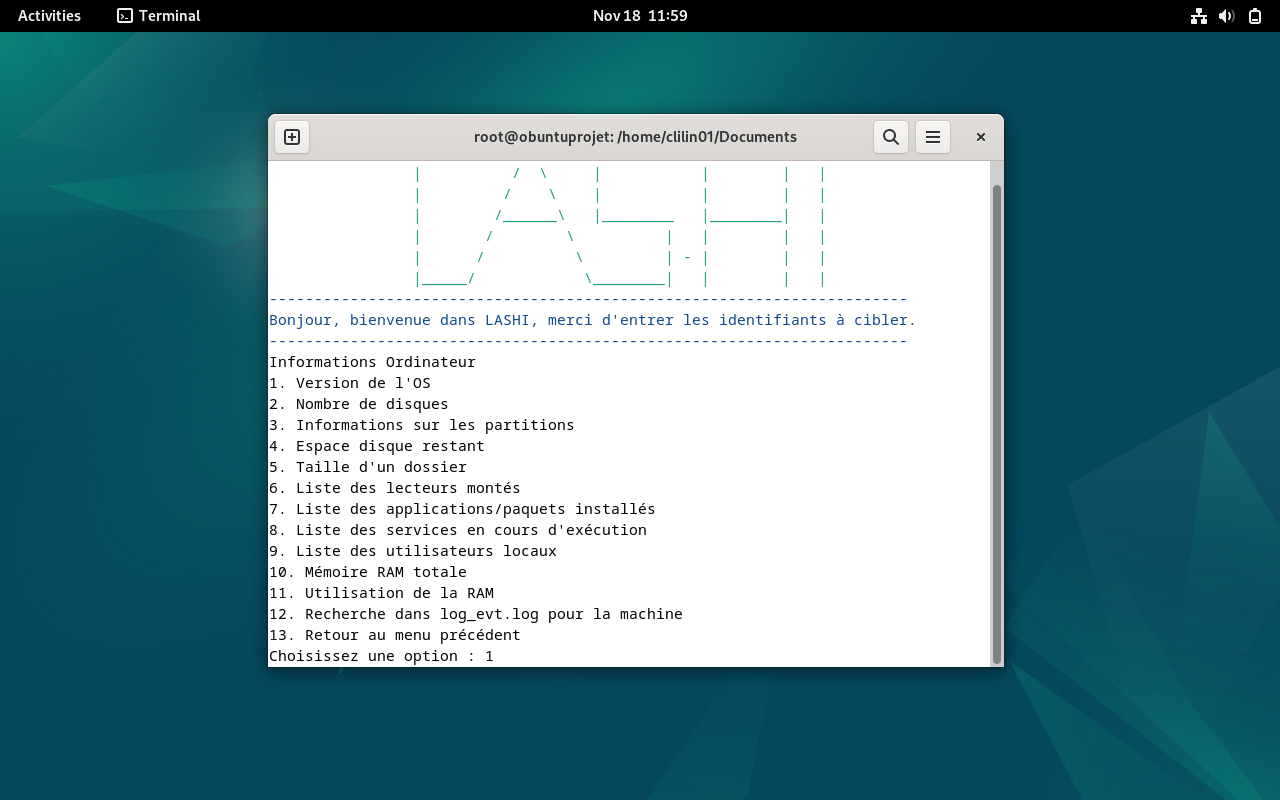 Activities
Terminal
Nov 18 11:59
root@obuntuprojet: /home/clilin01/Documents
LASHI
-----------------------------------------------------------------------
Bonjour, bienvenue dans LASHI, merci d'entrer les identifiants à cibler.
-----------------------------------------------------------------------
Informations Ordinateur
1. Version de l'OS
2. Nombre de disques
3. Informations sur les partitions
4. Espace disque restant
5. Taille d'un dossier
6. Liste des lecteurs montés
7. Liste des applications/paquets installés
8. Liste des services en cours d'exécution
9. Liste des utilisateurs locaux
10. Mémoire RAM totale
11. Utilisation de la RAM
12. Recherche dans log_evt.log pour la machine
13. Retour au menu précédent
Choisissez une option : 1